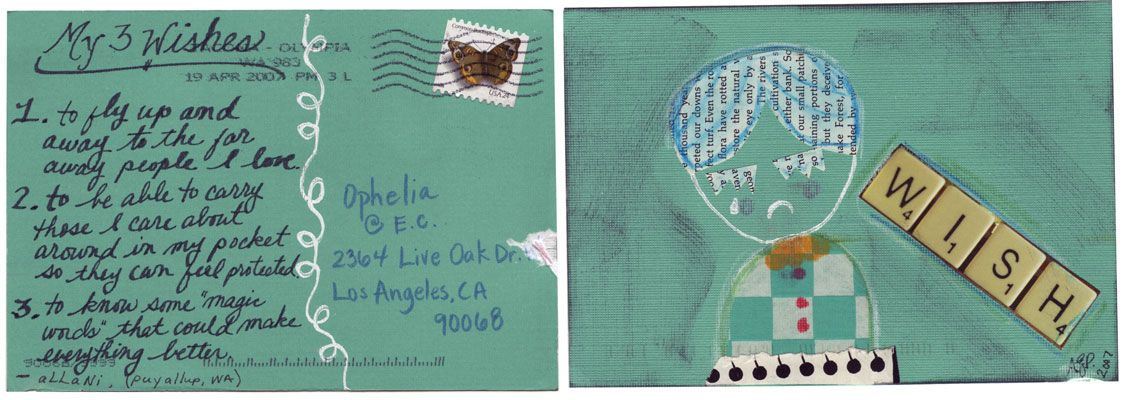 My 3 Wishes
OLYMPIA
WA 983
19 APR 2007 PM 3 L
USA24
1. to fly up and
away to the far
away people I love.
2. to be able to carry
those I care about
around in my pocket
so they can feel protected.
3. to know some "magic
words" that could make
everything better.
- aLLaNi, (Puyallup, WA)
Ophelia
@ E.C.
2364 Live Oak Dr.
Los Angeles, CA
90068
thousand yea
peted our downs
fect turf. Even the ro
flora have rotted a
store the natural v
eye only by a
The rivers
cultivation s
either bank. So
our small patche
maining portions o
but they deceiv
ake Forest, for
tended by
W4 I1 S1 H4
2007